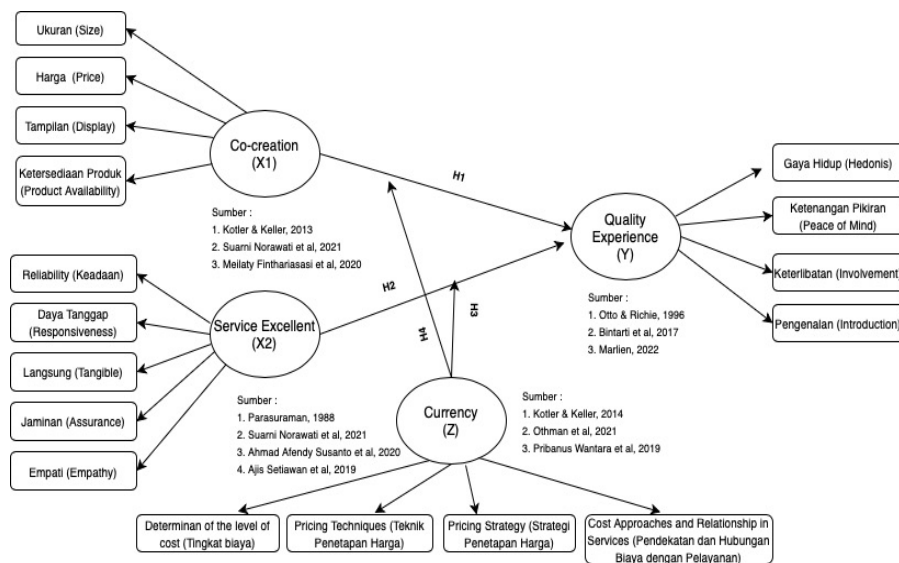 Ukuran (Size)
Harga (Price)
Tampilan (Display)
Ketersediaan Produk
(Product Availability)
Co-creation
(X1)
Sumber :
1. Kotler & Keller, 2013
2. Suarni Norawati et al, 2021
3. Meilaty Finthariasasi et al, 2020
H1
Reliability (Keadaan)
Daya Tanggap
(Responsiveness)
Langsung (Tangible)
Jaminan (Assurance)
Empati (Empathy)
Service Excellent
(X2)
Sumber :
1. Parasuraman, 1988
2. Suarni Norawati et al, 2021
3. Ahmad Afendy Susanto et al, 2020
4. Ajis Setiawan et al, 2019
H2
H3
H4
Quality
Experience
(Y)
Sumber :
1. Otto & Richie, 1996
2. Bintarti et al, 2017
3. Marlien, 2022
Gaya Hidup (Hedonis)
Ketenangan Pikiran
(Peace of Mind)
Keterlibatan (Involvement)
Pengenalan (Introduction)
Currency
(Z)
Sumber :
1. Kotler & Keller, 2014
2. Othman et al, 2021
3. Pribanus Wantara et al, 2019
Determinan of the level of
cost (Tingkat biaya)
Pricing Techniques (Teknik
Penetapan Harga)
Pricing Strategy (Strategi
Penetapan Harga)
Cost Approaches and Relationship in
Services (Pendekatan dan Hubungan
Biaya dengan Pelayanan)